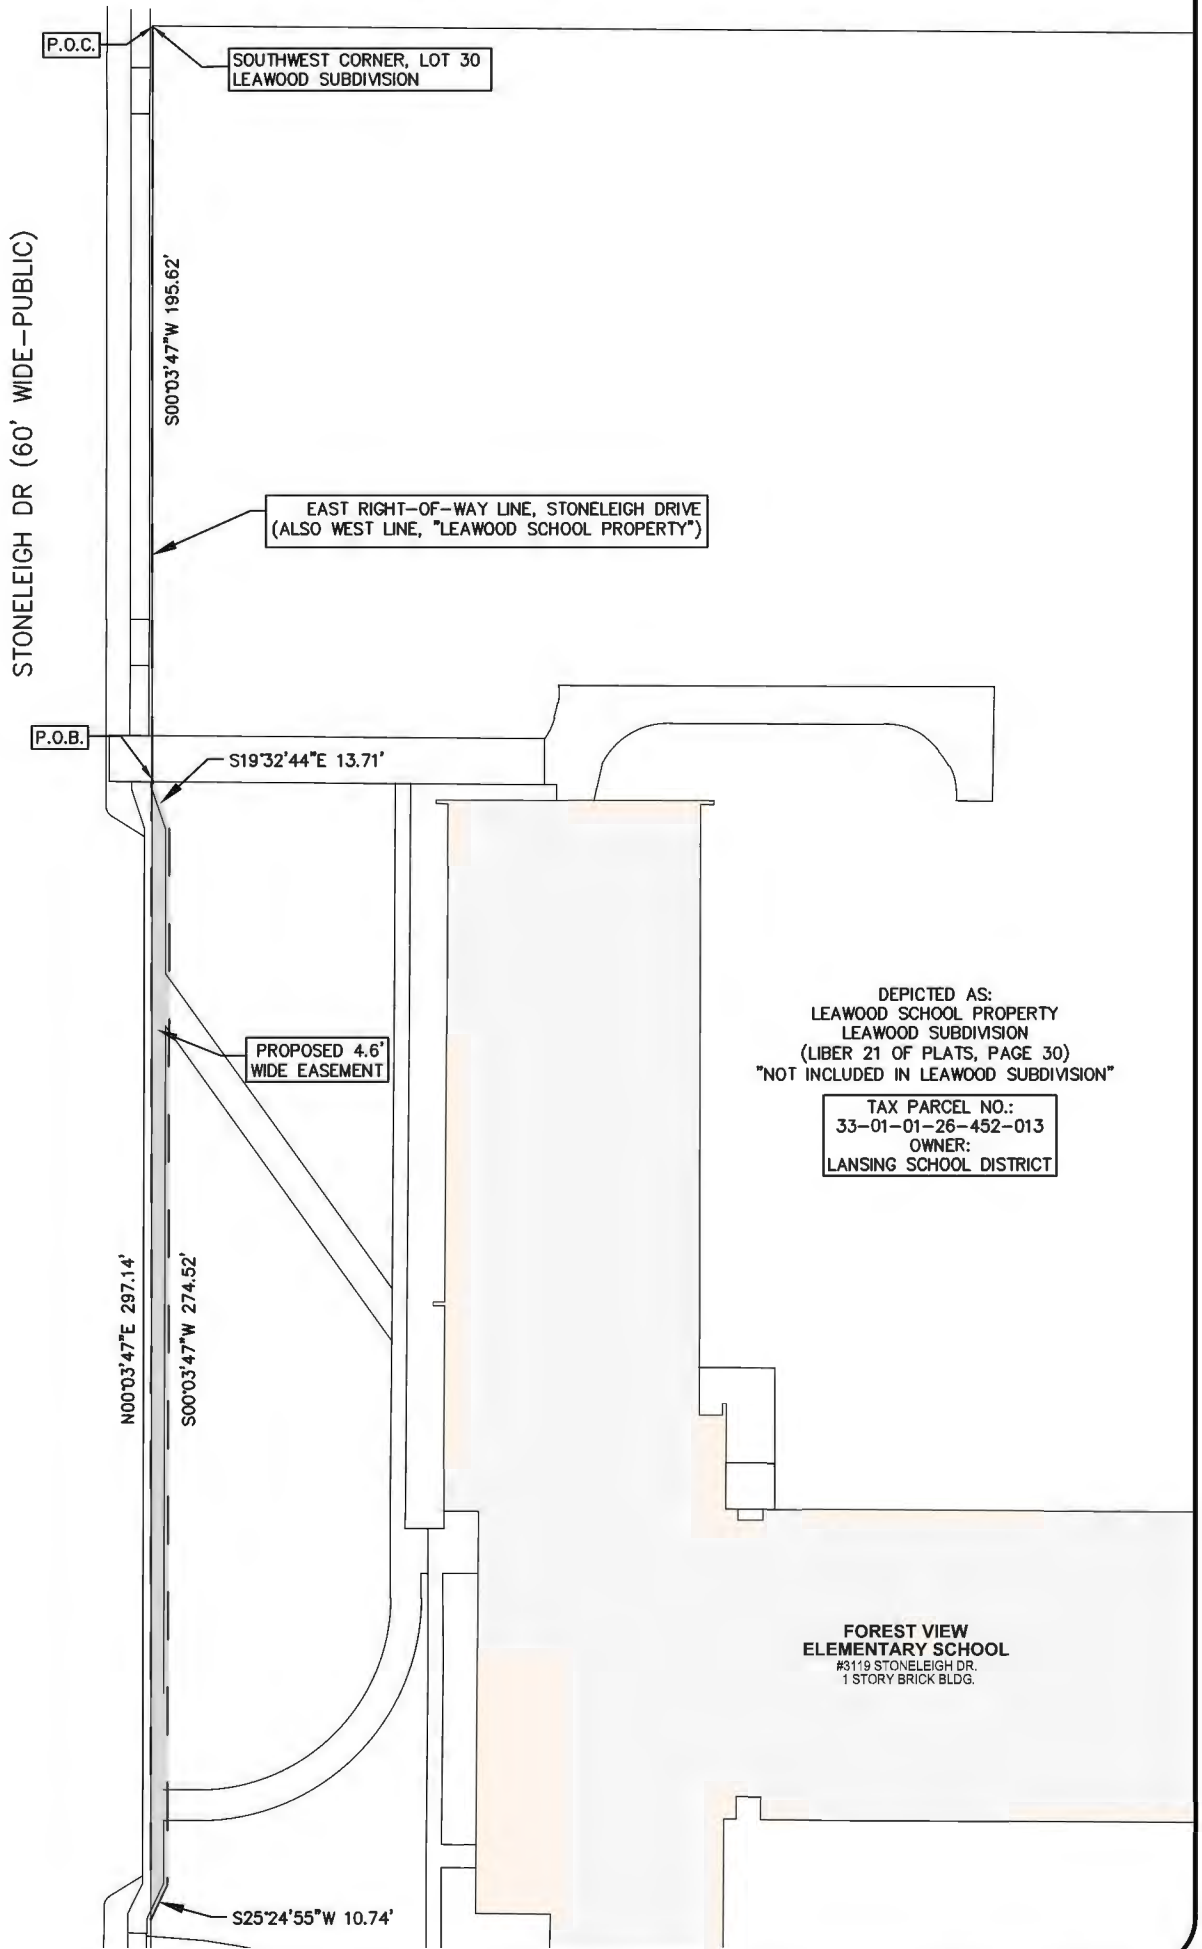 P.O.C.
SOUTHWEST CORNER, LOT 30
LEAWOOD SUBDIVISION
STONELEIGH DR (60' WIDE-PUBLIC)
S00°03'47"W 195.62'
EAST RIGHT-OF-WAY LINE, STONELEIGH DRIVE
(ALSO WEST LINE, "LEAWOOD SCHOOL PROPERTY")
P.O.B.
S19°32'44"E 13.71'
PROPOSED 4.6'
WIDE EASEMENT
DEPICTED AS:
LEAWOOD SCHOOL PROPERTY
LEAWOOD SUBDIVISION
(LIBER 21 OF PLATS, PAGE 30)
"NOT INCLUDED IN LEAWOOD SUBDIVISION"
TAX PARCEL NO.:
33-01-01-26-452-013
OWNER:
LANSING SCHOOL DISTRICT
N00°03'47"E 297.14'
S00°03'47"W 274.52'
FOREST VIEW
ELEMENTARY SCHOOL
#3119 STONELEIGH DR.
1 STORY BRICK BLDG.
S25°24'55"W 10.74'